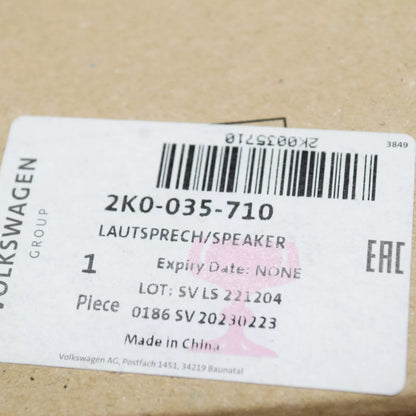 VOLKSWAGEN
GROUP
2K0035710
3849
2K0-035-710
LAUTSPRECH/SPEAKER
EAC
1
Piece
Expiry Date: NONE
LOT: SV LS 221204
0186 SV 20230223
Made in China
Volkswagen AG, Postfach 1451, 34219 Baunatal